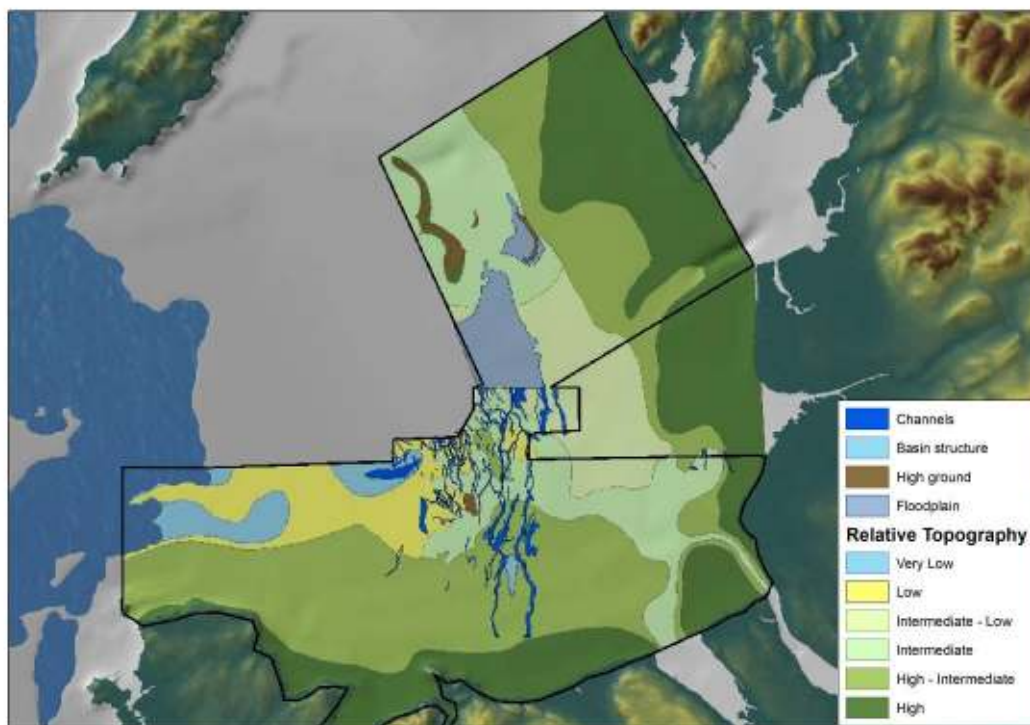 Channels
Basin structure
High ground
Floodplain
Relative Topography
Very Low
Low
Intermediate - Low
Intermediate
High - Intermediate
High